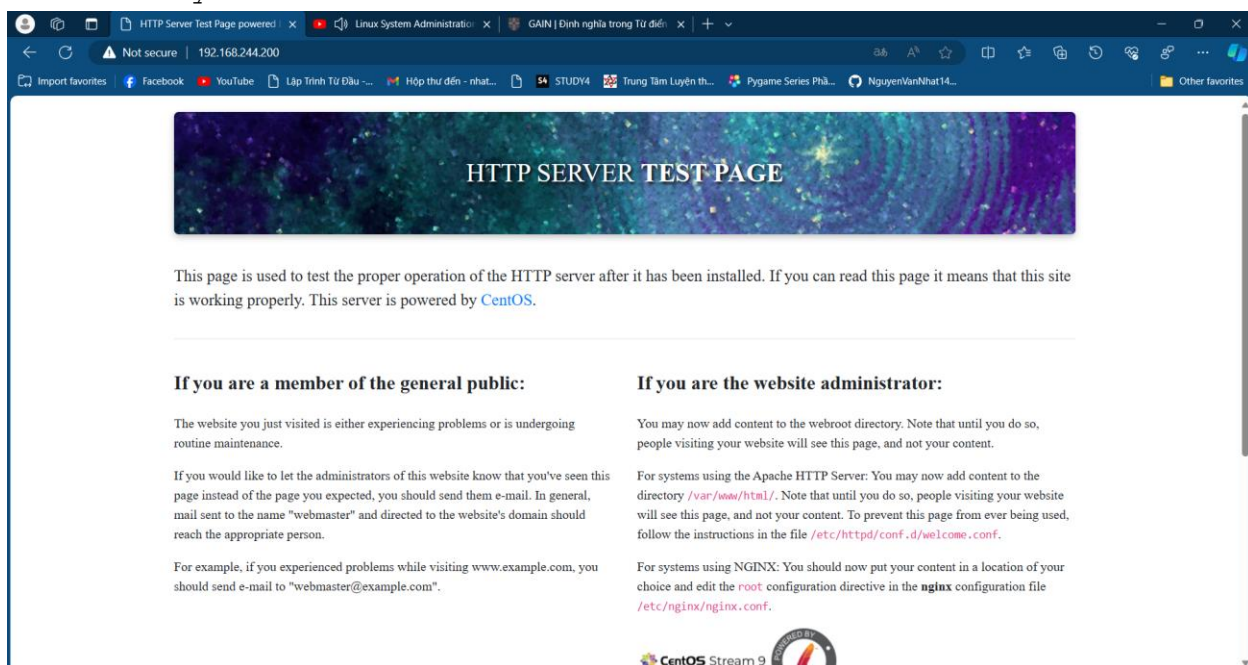 HTTP Server Test Page powered
Linux System Administratio
GAIN | Định nghĩa trong Từ điển
Not secure | 192.168.244.200
Import favorites
Facebook
YouTube
Lập Trình Từ Đầu -...
Hộp thư đến - nhat...
STUDY4
Trung Tâm Luyện th...
Pygame Series Phầ...
NguyenVanNhat14...
Other favorites
HTTP SERVER TEST PAGE
This page is used to test the proper operation of the HTTP server after it has been installed. If you can read this page it means that this site
is working properly. This server is powered by CentOS.
If you are a member of the general public:
The website you just visited is either experiencing problems or is undergoing
routine maintenance.
If you would like to let the administrators of this website know that you've seen this
page instead of the page you expected, you should send them e-mail. In general,
mail sent to the name "webmaster" and directed to the website's domain should
reach the appropriate person.
For example, if you experienced problems while visiting www.example.com, you
should send e-mail to "webmaster@example.com".
If you are the website administrator:
You may now add content to the webroot directory. Note that until you do so,
people visiting your website will see this page, and not your content.
For systems using the Apache HTTP Server: You may now add content to the
directory /var/www/html/. Note that until you do so, people visiting your website
will see this page, and not your content. To prevent this page from ever being used,
follow the instructions in the file /etc/httpd/conf.d/welcome.conf.
For systems using NGINX: You should now put your content in a location of your
choice and edit the root configuration directive in the nginx configuration file
/etc/nginx/nginx.conf.
CentOS Stream 9
POWERED BY